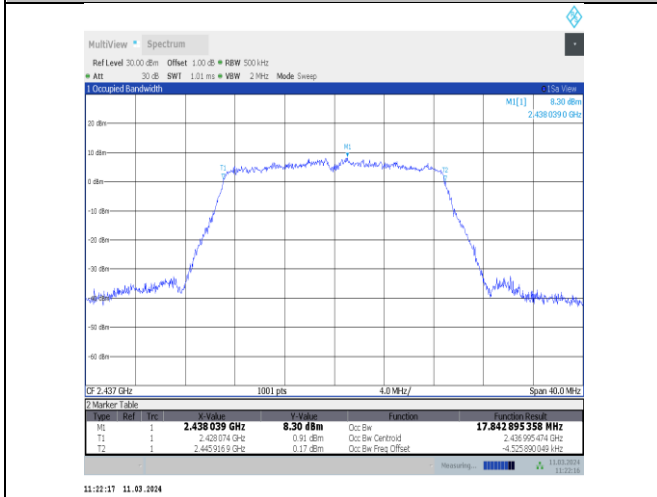 MultiView Spectrum
Ref Level 30.00 dBm Offset 1.00 dB RBW 500 kHz
Att 30 dB SWT 1.01 ms VBW 2 MHz Mode Sweep
1 Occupied Bandwidth 1Sa View
M1[1] 8.30 dBm
2.438 039 0 GHz
20 dBm
M1
10 dBm
T1 T2
0 dBm
-10 dBm
-20 dBm
-30 dBm
-40 dBm
-50 dBm
-60 dBm
CF 2.437 GHz 1001 pts 4.0 MHz/ Span 40.0 MHz
2 Marker Table
Type Ref Trc X-Value Y-Value Function Function Result
M1 1 2.438 039 GHz 8.30 dBm Occ Bw 17.842 895 358 MHz
T1 1 2.428 074 GHz 0.91 dBm Occ Bw Centroid 2.436 995 474 GHz
T2 1 2.445 916 9 GHz 0.17 dBm Occ Bw Freq Offset -4.525 890 049 kHz
Measuring... 11.03.2024
11:22:16
11:22:17 11.03.2024